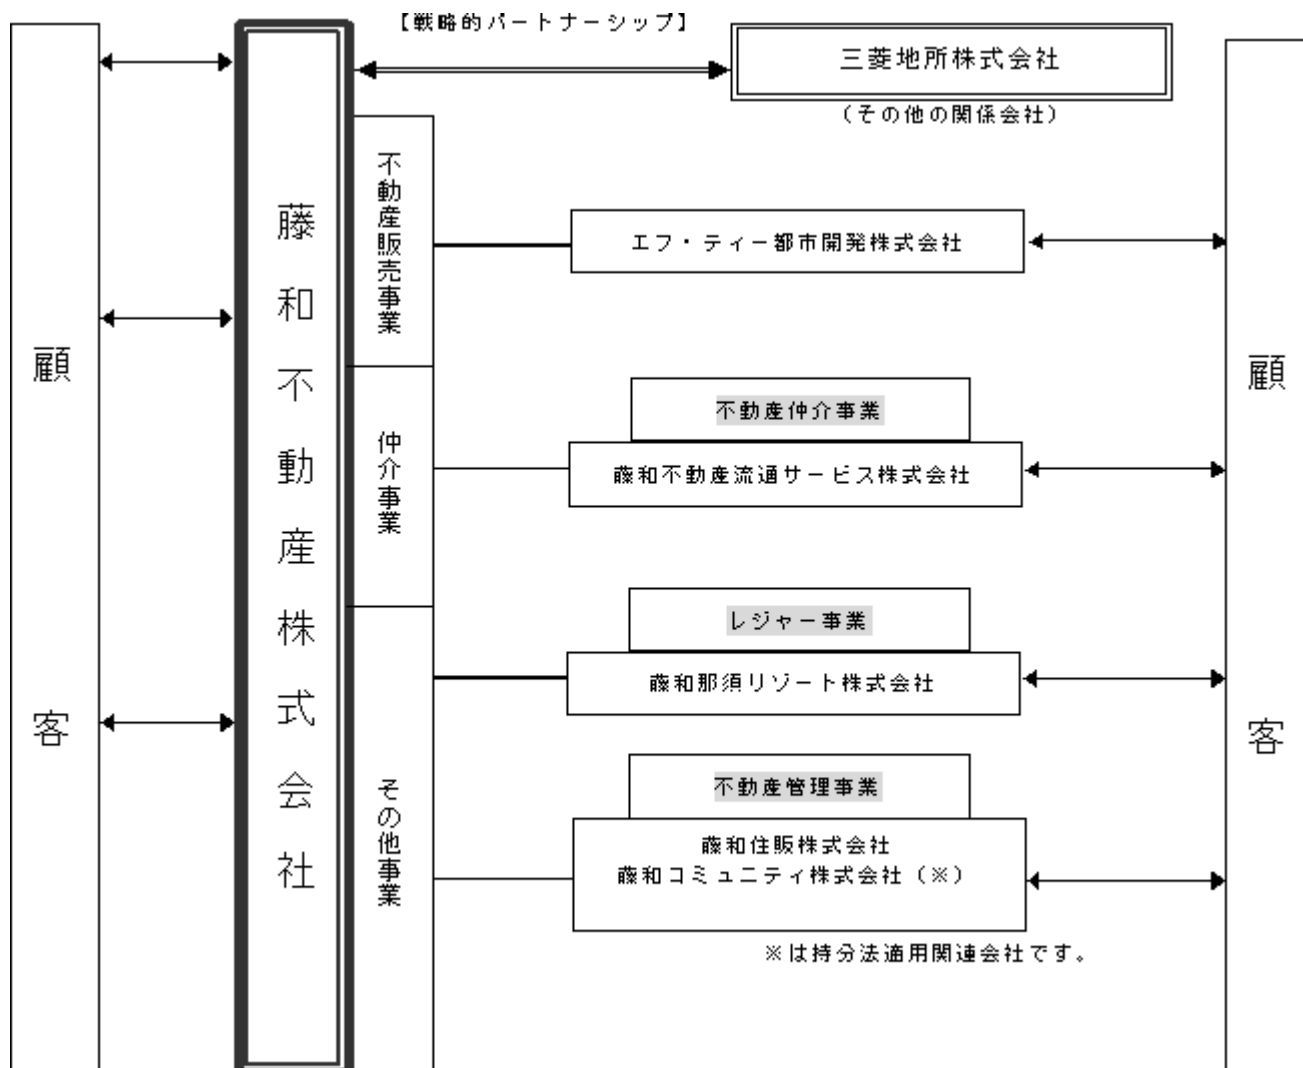 【戦略的パートナーシップ】
三菱地所株式会社
（その他の関係会社）
顧客
藤和不動産株式会社
不動産販売事業
エフ・ティー都市開発株式会社
仲介事業
不動産仲介事業
藤和不動産流通サービス株式会社
その他事業
レジャー事業
藤和那須リゾート株式会社
不動産管理事業
藤和住販株式会社
藤和コミュニティ株式会社（※）
※は持分法適用関連会社です。
顧客